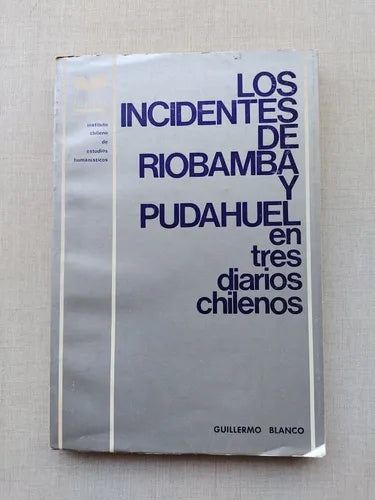 LOS
INCIDENTES
DE
RIOBAMBA
Y
PUDAHUEL
en
tres
diarios
chilenos
instituto
chileno
de
estudios
humanísticos
GUILLERMO BLANCO